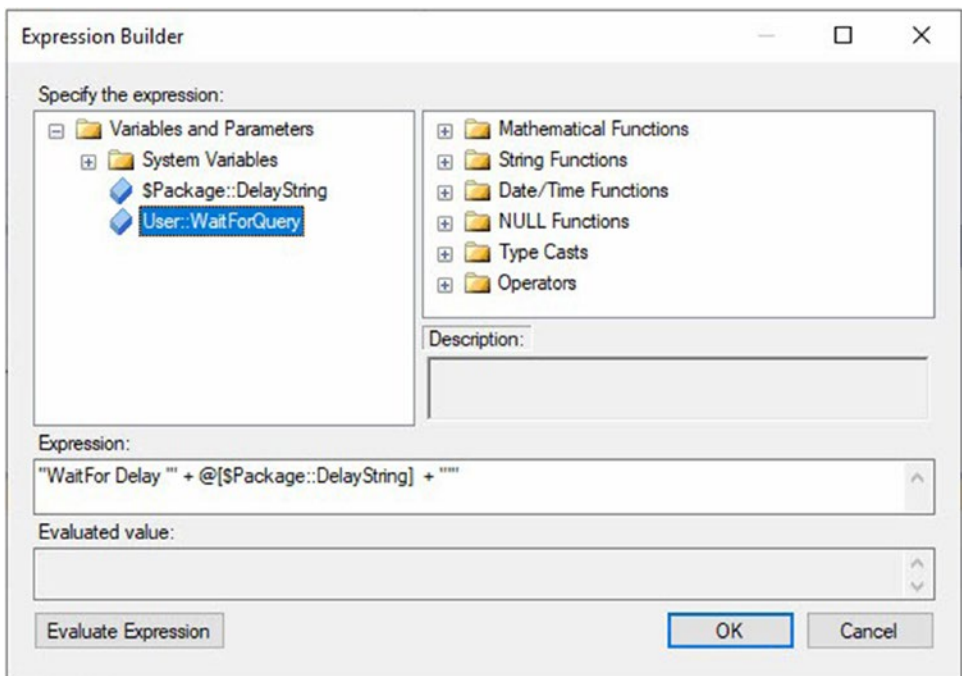 Expression Builder
Specify the expression:
Variables and Parameters
System Variables
$Package::DelayString
User::WaitForQuery
Mathematical Functions
String Functions
Date/Time Functions
NULL Functions
Type Casts
Operators
Description:
Expression:
"WaitFor Delay '" + @[$Package::DelayString] + "'"
Evaluated value:
Evaluate Expression
OK
Cancel